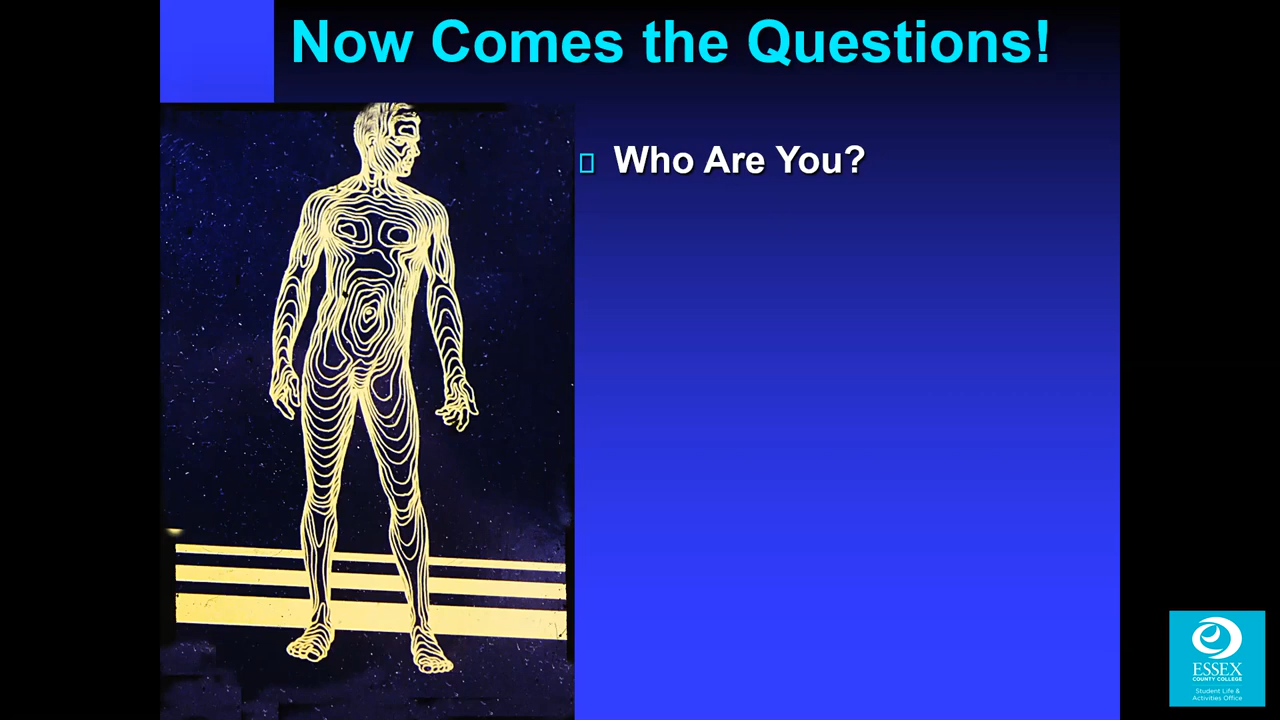 Now Comes the Questions!
Who Are You?
ESSEX
COUNTY COLLEGE
Student Life &
Activities Office